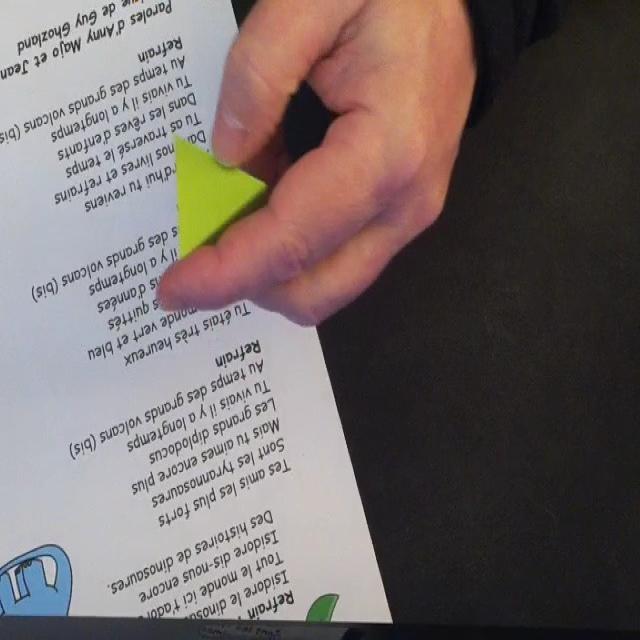 Refrain
Isidore le dinosau
Tout le monde ici t'ador
Isidore dis-nous encore
Des histoires de dinosaures.
Tes amis les plus forts
Sont les tyrannosaures
Mais tu aimes encore plus
Les grands diplodocus
Tu vivais il y a longtemps
Au temps des grands volcans (bis)
Refrain
Tu étais très heureux
monde vert et bleu
quittés
d'années
il y a longtemps
s des grands volcans (bis)
rd'hui tu reviens
nos livres et refrains
Tu as traversé le temps
Dans les rêves d'enfants
Tu vivais il y a longtemps
Au temps des grands volcans (bis
Refrain
Paroles d'Anny Majo et Jean
que de Guy Ghozland